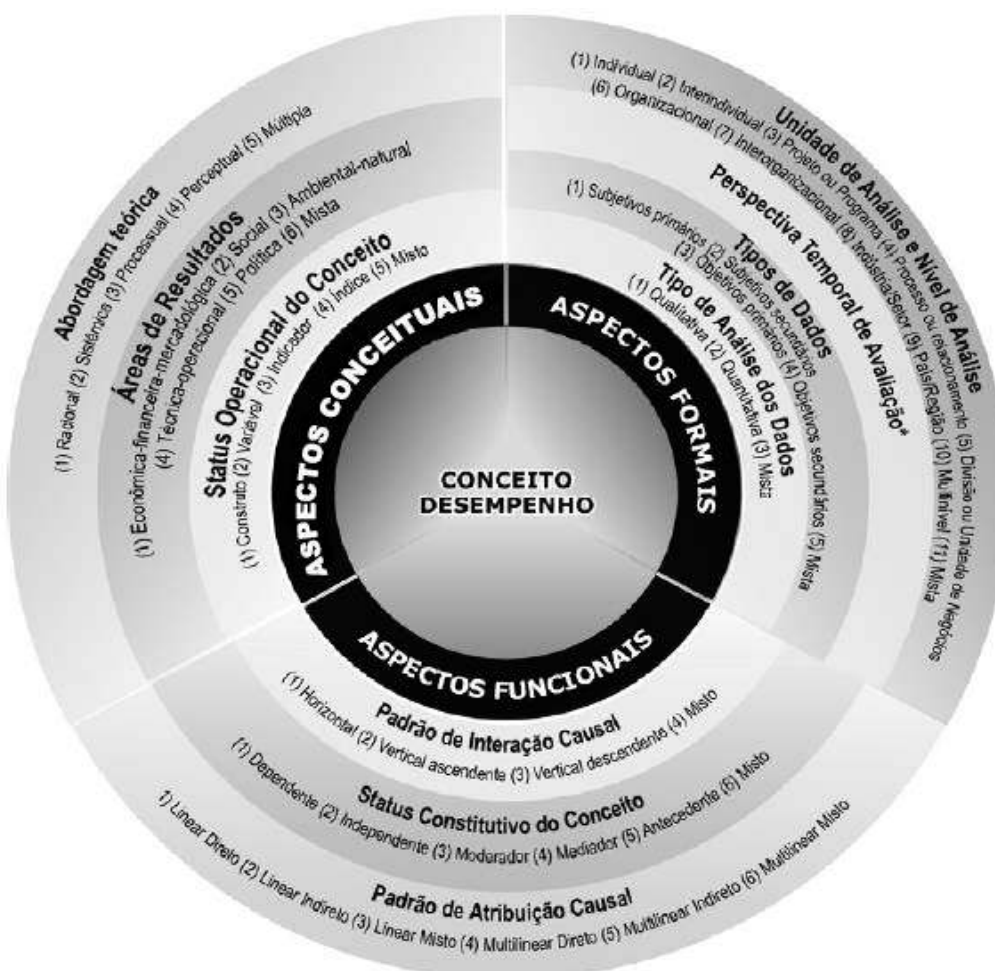 Abordagem teórica
(1) Racional (2) Sistêmica (3) Processual (4) Perceptual (5) Múltipla
Áreas de Resultados
(1) Econômica-financeira-mercadológica (2) Social (3) Ambiental-natural
(4) Técnica-operacional (5) Política (6) Mista
Status Operacional do Conceito
(1) Construto (2) Variável (3) Indicador (4) Índice (5) Misto
ASPECTOS CONCEITUAIS
Unidade de Análise e Nível de Análise
(1) Individual (2) Interindividual (3) Projeto ou Programa (4) Processo ou relacionamento (5) Divisão ou Unidade de Negócios
(6) Organizacional (7) Interorganizacional (8) Indústria/Setor (9) País/Região (10) Multinível (11) Mista
Perspectiva Temporal de Avaliação*
Tipos de Dados
(1) Subjetivos primários (2) Subjetivos secundários
(3) Objetivos primários (4) Objetivos secundários (5) Mista
Tipo de Análise dos Dados
(1) Qualitativa (2) Quantitativa (3) Mista
ASPECTOS FORMAIS
CONCEITO
DESEMPENHO
ASPECTOS FUNCIONAIS
Padrão de Interação Causal
(1) Horizontal (2) Vertical ascendente (3) Vertical descendente (4) Misto
Status Constitutivo do Conceito
(1) Dependente (2) Independente (3) Moderador (4) Mediador (5) Antecedente (6) Misto
Padrão de Atribuição Causal
1) Linear Direto (2) Linear Indireto (3) Linear Misto (4) Multilinear Direto (5) Multilinear Indireto (6) Multilinear Misto